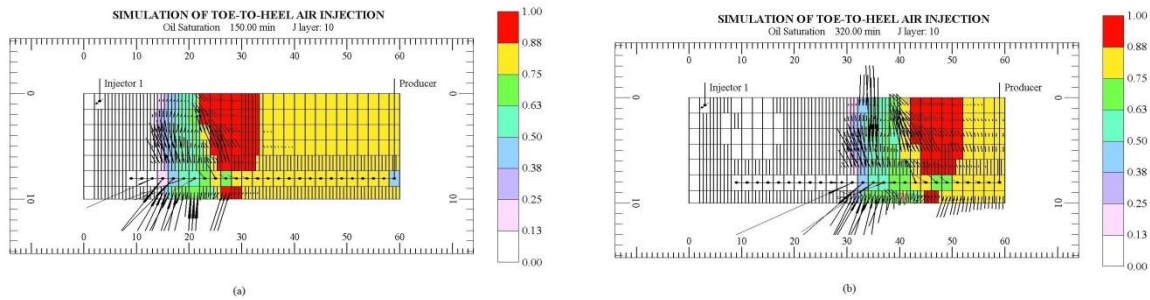 SIMULATION OF TOE-TO-HEEL AIR INJECTION
Oil Saturation 150.00 min J layer: 10
0 10 20 30 40 50 60
Injector 1 Producer
0 0
10 10
0 10 20 30 40 50 60
1.00
0.88
0.75
0.63
0.50
0.38
0.25
0.13
0.00
(a)
SIMULATION OF TOE-TO-HEEL AIR INJECTION
Oil Saturation 320.00 min J layer: 10
0 10 20 30 40 50 60
Injector 1 Producer
0 0
10 10
0 10 20 30 40 50 60
1.00
0.88
0.75
0.63
0.50
0.38
0.25
0.13
0.00
(b)